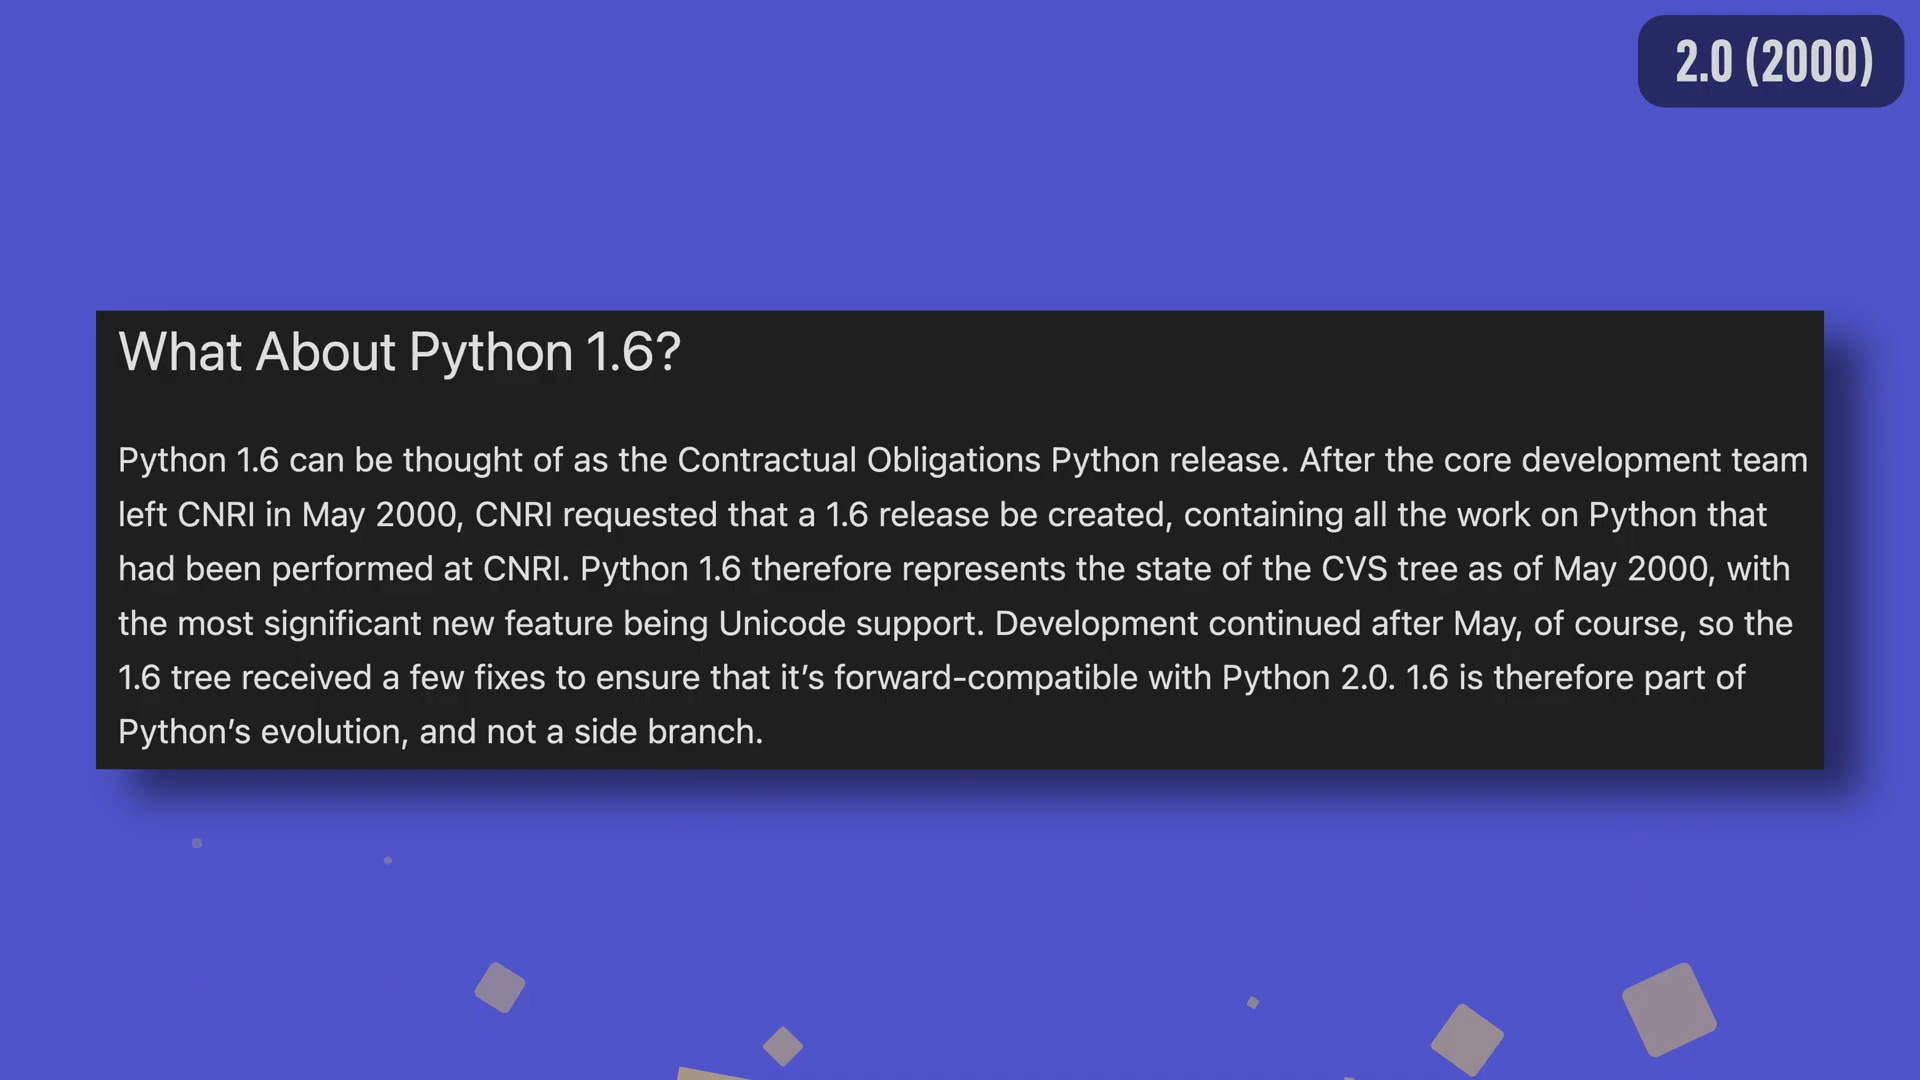 2.0 (2000)
What About Python 1.6?
Python 1.6 can be thought of as the Contractual Obligations Python release. After the core development team
left CNRI in May 2000, CNRI requested that a 1.6 release be created, containing all the work on Python that
had been performed at CNRI. Python 1.6 therefore represents the state of the CVS tree as of May 2000, with
the most significant new feature being Unicode support. Development continued after May, of course, so the
1.6 tree received a few fixes to ensure that it’s forward-compatible with Python 2.0. 1.6 is therefore part of
Python’s evolution, and not a side branch.